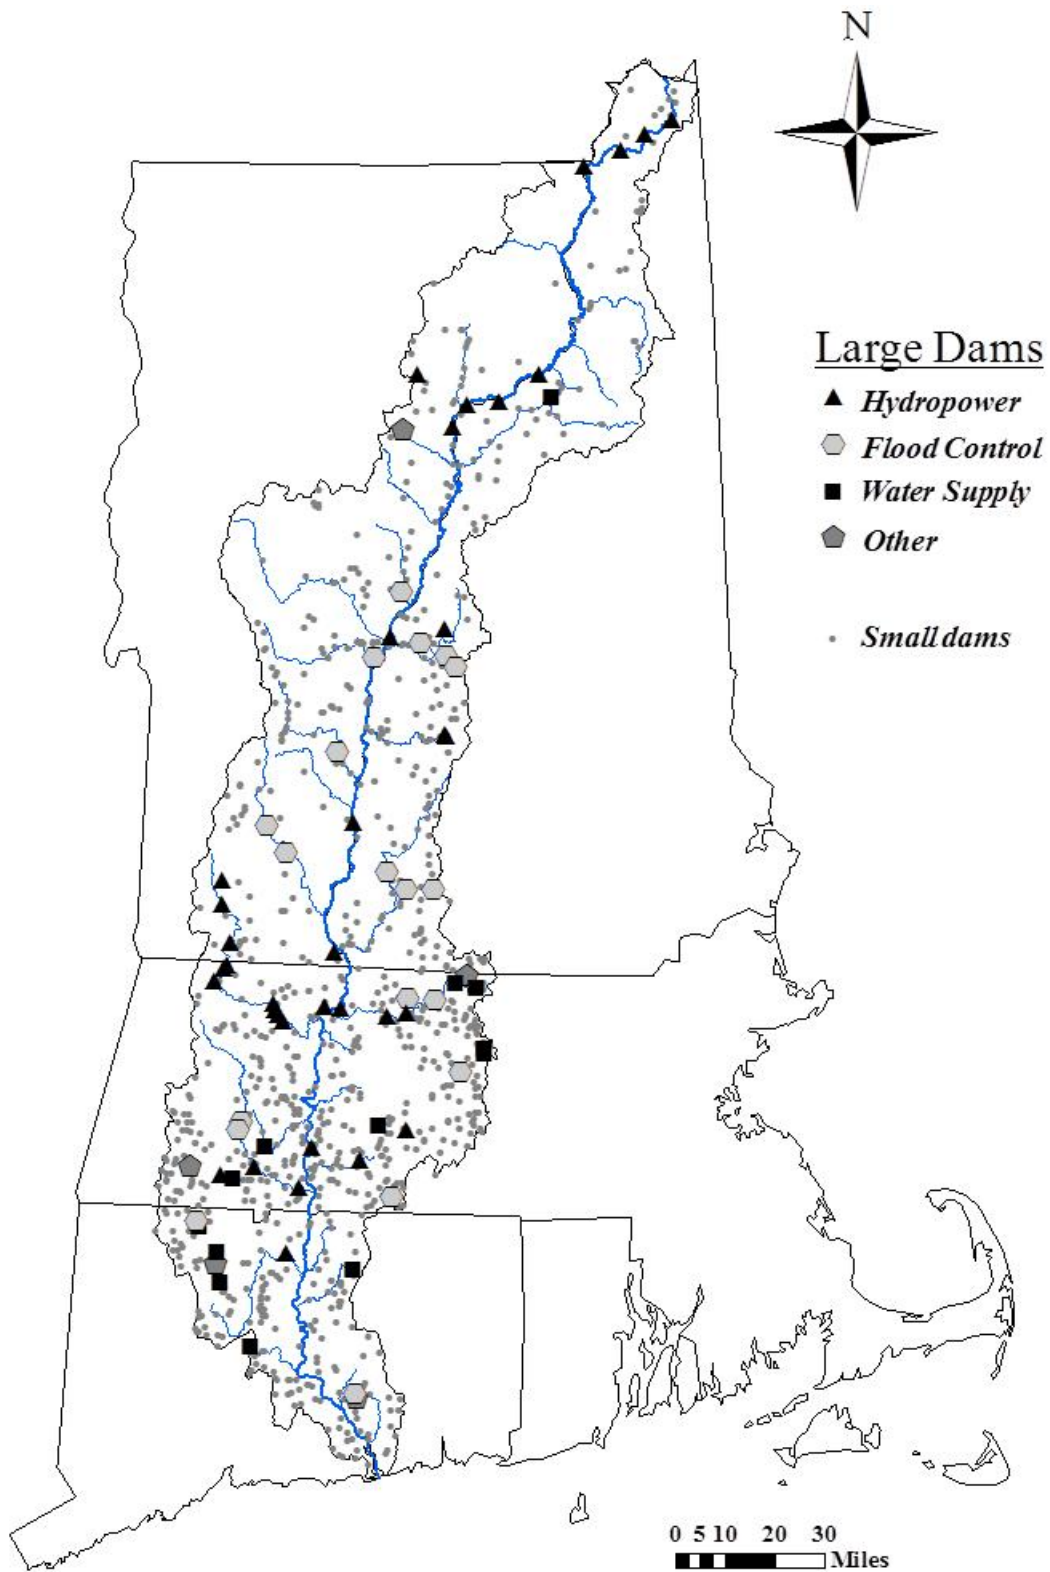 N
Large Dams
Hydropower
Flood Control
Water Supply
Other
Small dams
0 5 10 20 30
Miles